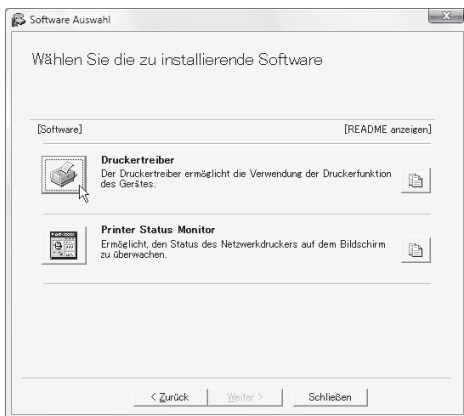 Software Auswahl
Wählen Sie die zu installierende Software
[Software] [README anzeigen]
Druckertreiber
Der Druckertreiber ermöglicht die Verwendung der Druckerfunktion
des Gerätes.
Printer Status Monitor
Ermöglicht, den Status des Netzwerkdruckers auf dem Bildschirm
zu überwachen.
< Zurück Weiter > Schließen